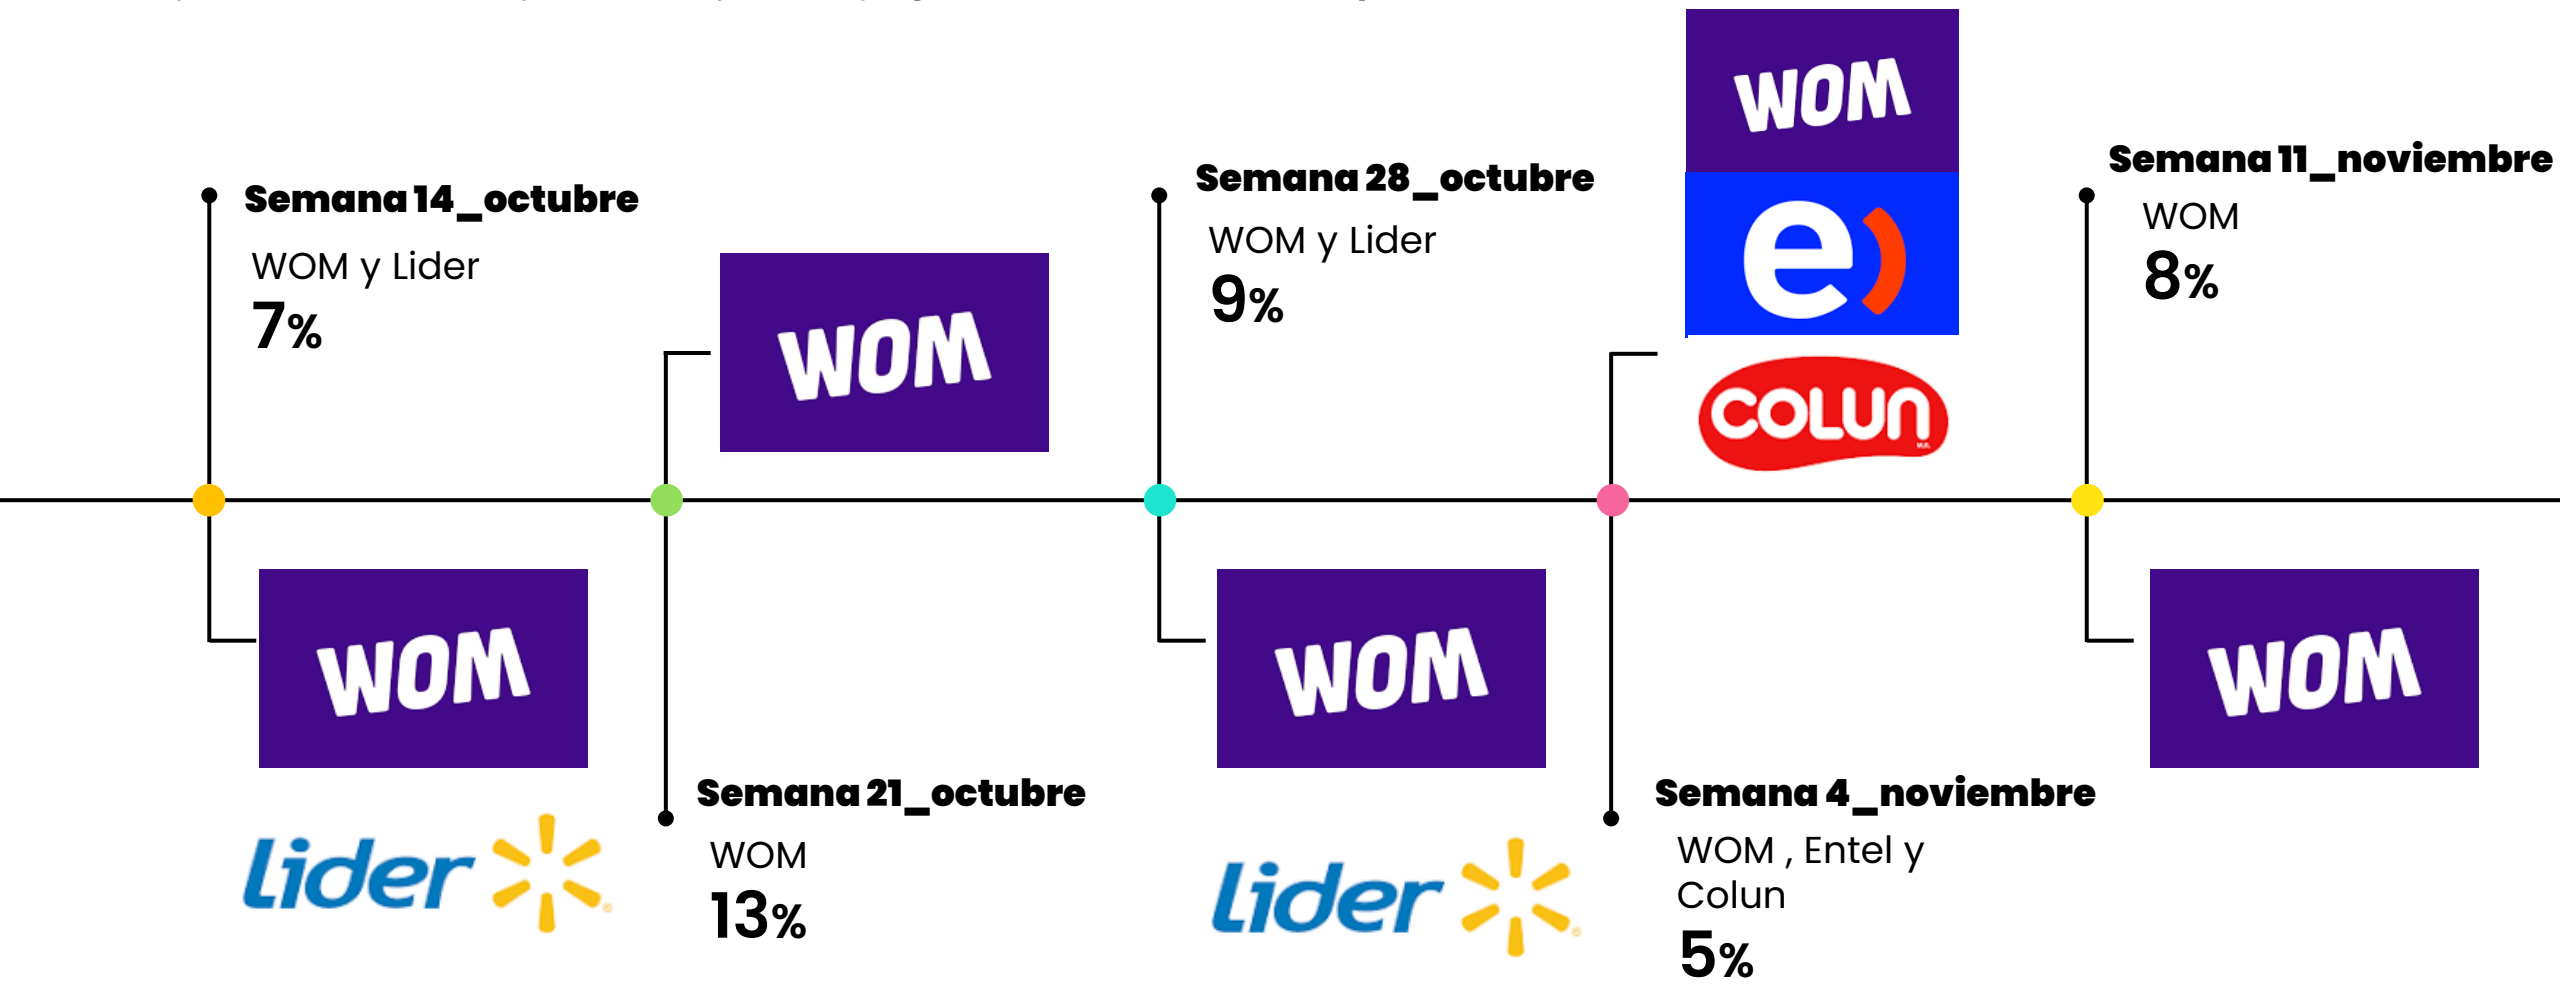 Semana 14_octubre
WOM y Lider
7%
WOM
Lider
WOM
Semana 21_octubre
WOM
13%
Semana 28_octubre
WOM y Lider
9%
WOM
Lider
WOM
e)
COLUN
Semana 4_noviembre
WOM , Entel y
Colun
5%
Semana 11_noviembre
WOM
8%
WOM